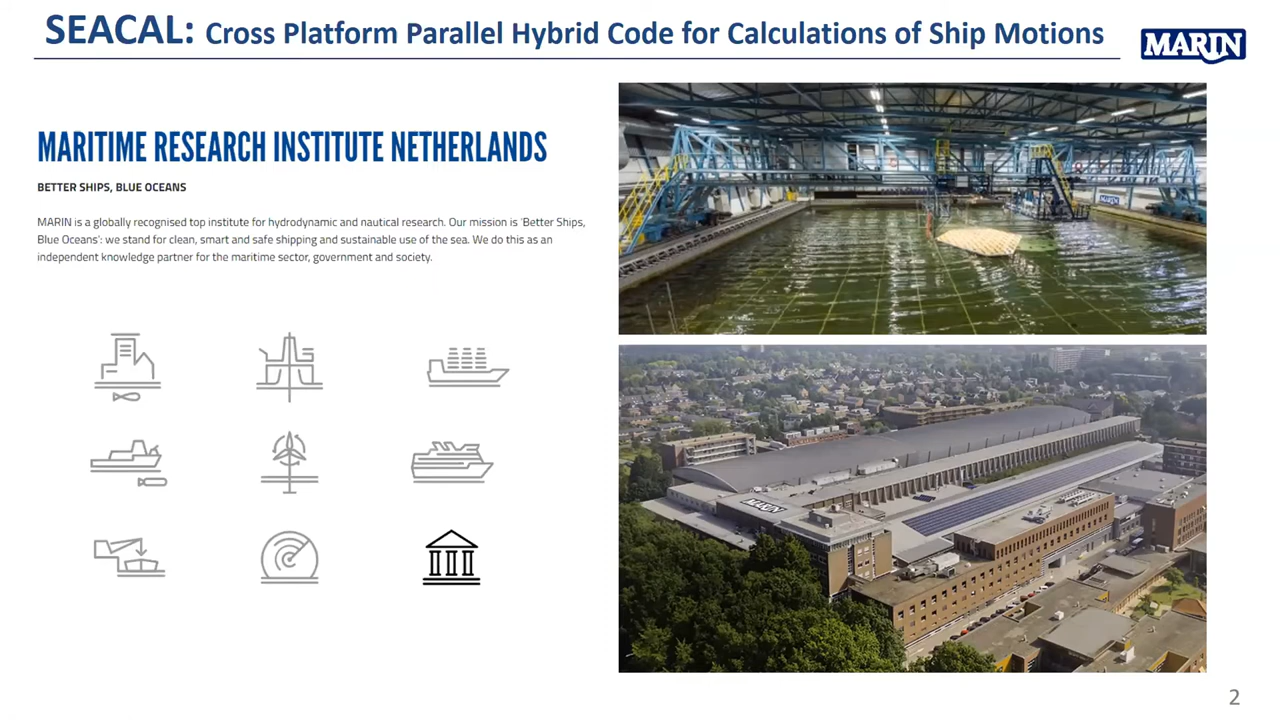 SEACAL: Cross Platform Parallel Hybrid Code for Calculations of Ship Motions
MARIN
MARITIME RESEARCH INSTITUTE NETHERLANDS
BETTER SHIPS, BLUE OCEANS
MARIN is a globally recognised top institute for hydrodynamic and nautical research. Our mission is 'Better Ships,
Blue Oceans': we stand for clean, smart and safe shipping and sustainable use of the sea. We do this as an
independent knowledge partner for the maritime sector, government and society.
MARIN
MARIN
2